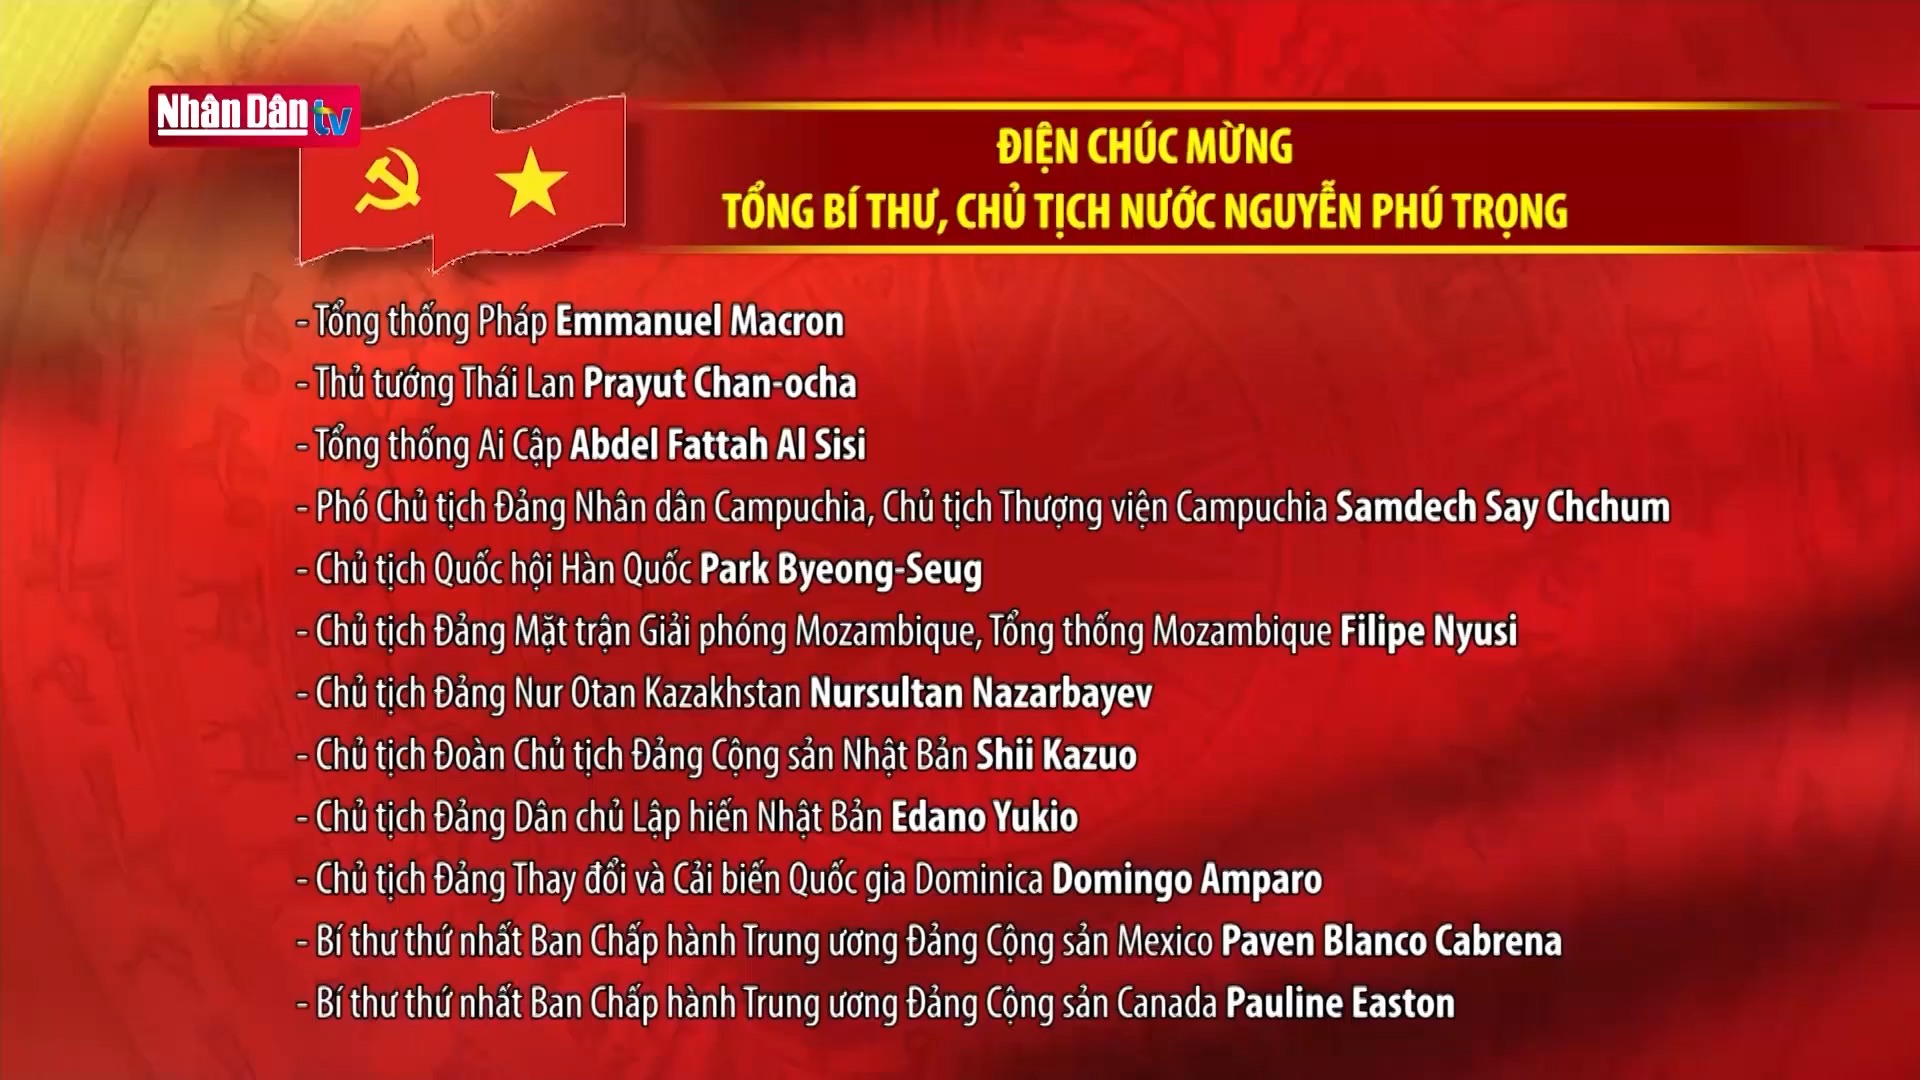 Nhân Dân tv
ĐIỆN CHÚC MỪNG
TỔNG BÍ THƯ, CHỦ TỊCH NƯỚC NGUYỄN PHÚ TRỌNG
- Tổng thống Pháp Emmanuel Macron
- Thủ tướng Thái Lan Prayut Chan-ocha
- Tổng thống Ai Cập Abdel Fattah Al Sisi
- Phó Chủ tịch Đảng Nhân dân Campuchia, Chủ tịch Thượng viện Campuchia Samdech Say Chchum
- Chủ tịch Quốc hội Hàn Quốc Park Byeong-Seug
- Chủ tịch Đảng Mặt trận Giải phóng Mozambique, Tổng thống Mozambique Filipe Nyusi
- Chủ tịch Đảng Nur Otan Kazakhstan Nursultan Nazarbayev
- Chủ tịch Đoàn Chủ tịch Đảng Cộng sản Nhật Bản Shii Kazuo
- Chủ tịch Đảng Dân chủ Lập hiến Nhật Bản Edano Yukio
- Chủ tịch Đảng Thay đổi và Cải biến Quốc gia Dominica Domingo Amparo
- Bí thư thứ nhất Ban Chấp hành Trung ương Đảng Cộng sản Mexico Paven Blanco Cabrena
- Bí thư thứ nhất Ban Chấp hành Trung ương Đảng Cộng sản Canada Pauline Easton